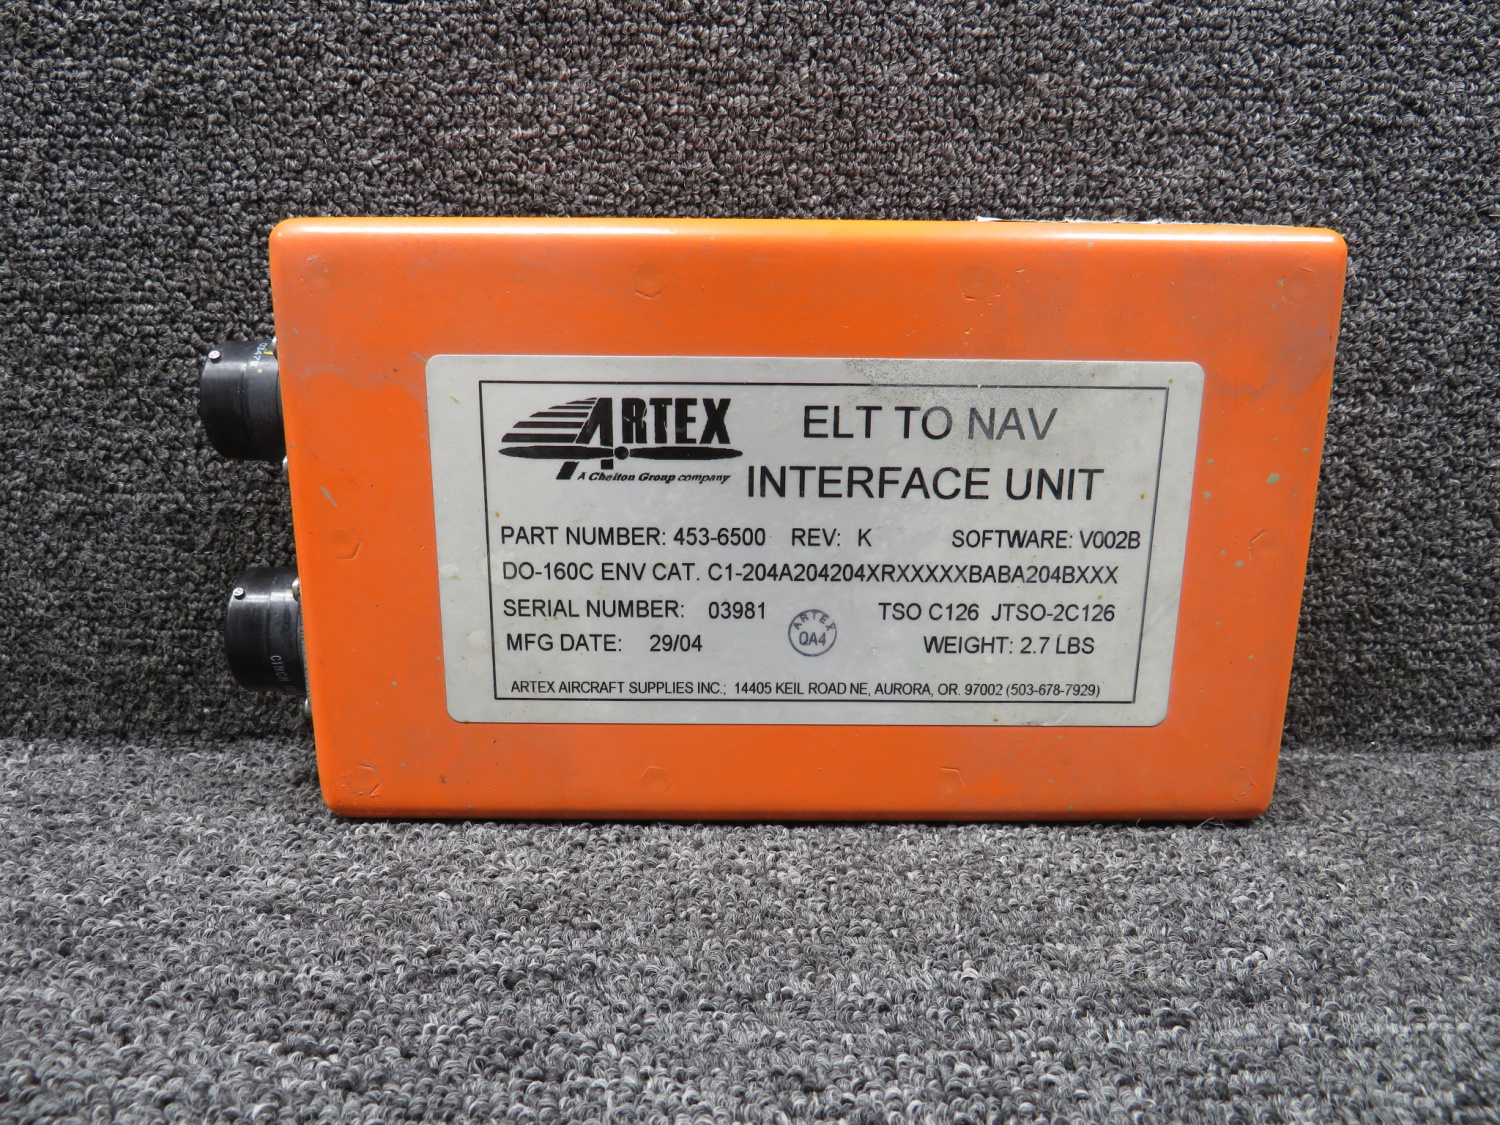 ARTEX
A Chelton Group company
ELT TO NAV
INTERFACE UNIT
PART NUMBER: 453-6500 REV: K SOFTWARE: V002B
DO-160C ENV CAT. C1-204A204204XRXXXXXBABA204BXXX
SERIAL NUMBER: 03981 TSO C126 JTSO-2C126
MFG DATE: 29/04 WEIGHT: 2.7 LBS
ARTEX
QA4
ARTEX AIRCRAFT SUPPLIES INC.; 14405 KEIL ROAD NE, AURORA, OR. 97002 (503-678-7929)
CINCH